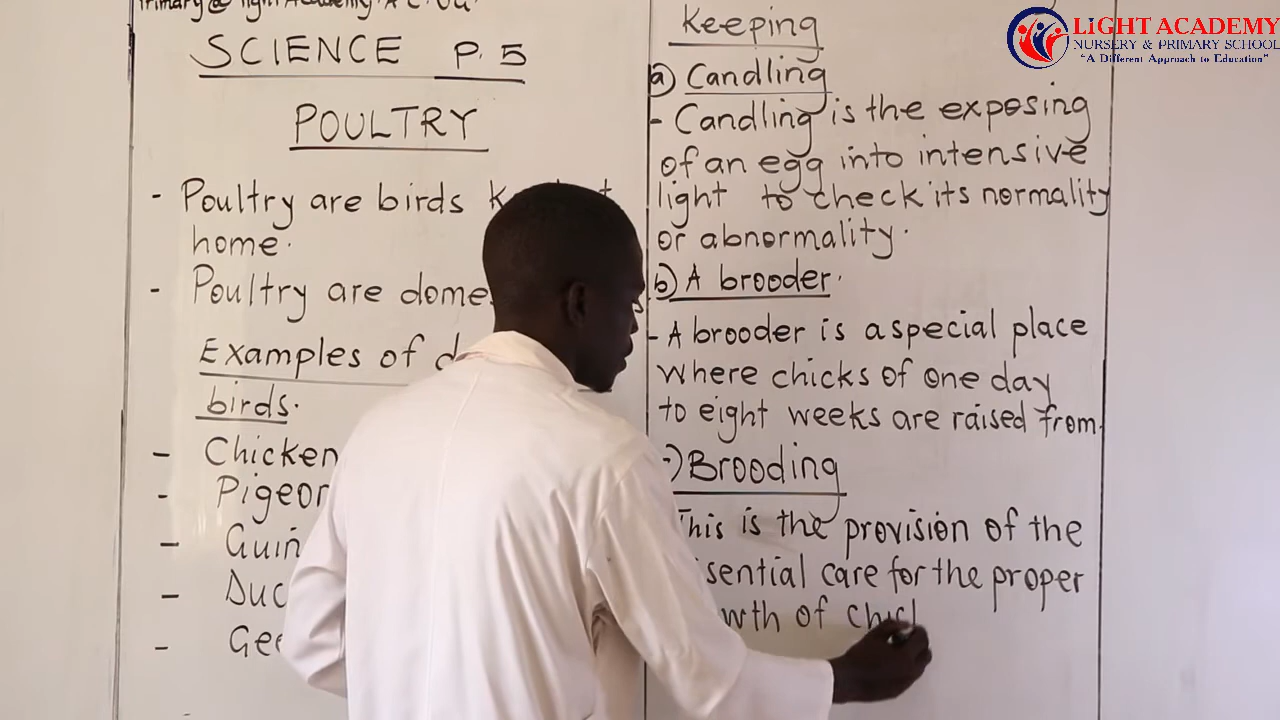 SCIENCE P.5
POULTRY
- Poultry are birds
home.
- Poultry are
Examples of
birds.
- Chicken
-
-
-
-
Keeping
a) Candling
- Candling is the exposing
of an egg into intensive
light to check its normality
or abnormality.
b) A brooder.
- A brooder is a special place
where chicks of one day
to eight weeks are raised from.
) Brooding
This is the provision of the
care for the proper
of
LIGHT ACADEMY
NURSERY & PRIMARY SCHOOL
"A Different Approach to Education"